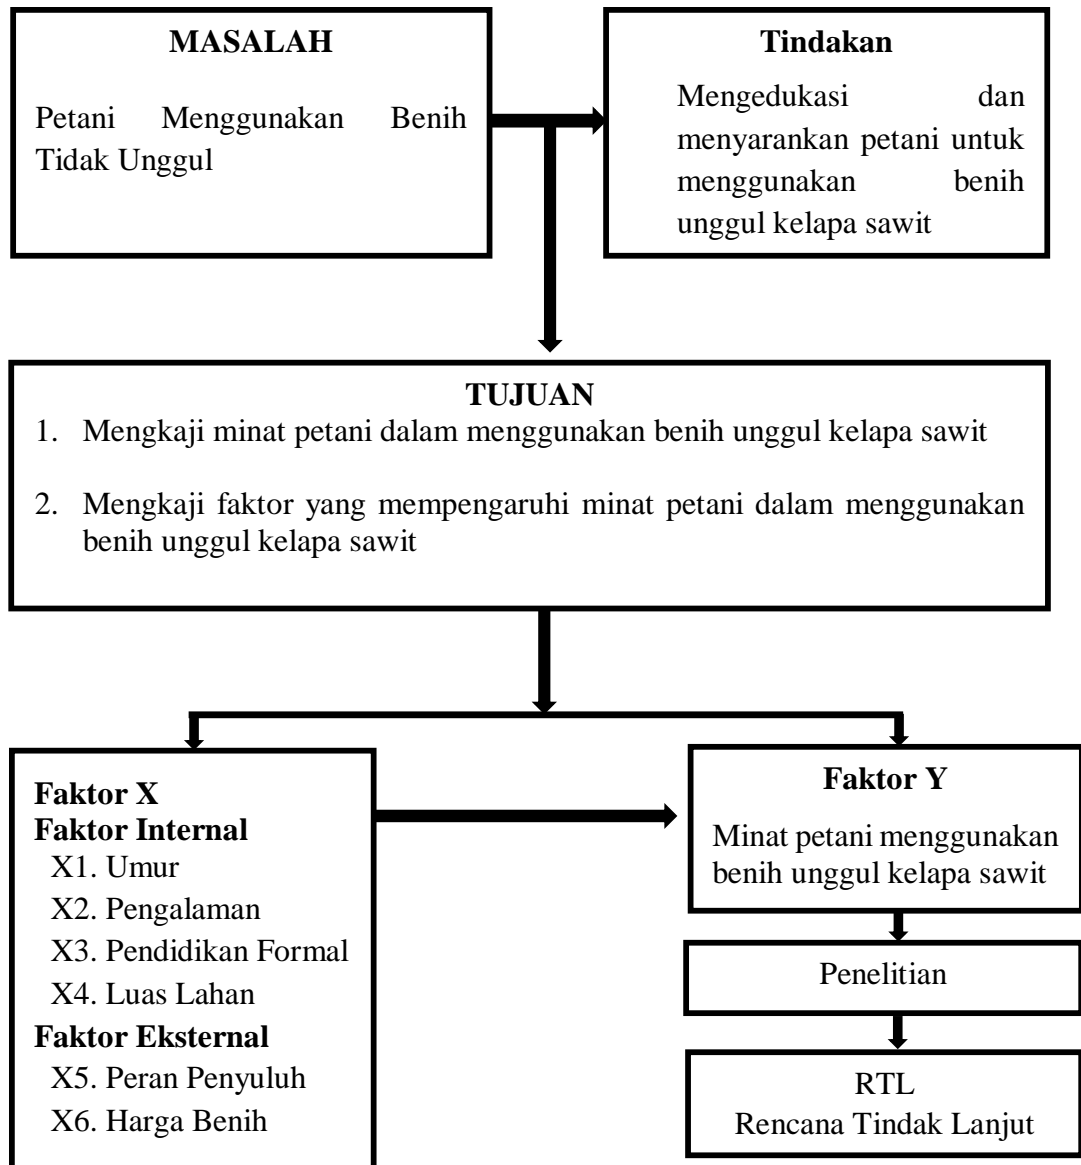 MASALAH
Petani Menggunakan Benih
Tidak Unggul
Tindakan
Mengedukasi dan
menyarankan petani untuk
menggunakan benih
unggul kelapa sawit
TUJUAN
1. Mengkaji minat petani dalam menggunakan benih unggul kelapa sawit
2. Mengkaji faktor yang mempengaruhi minat petani dalam menggunakan
benih unggul kelapa sawit
Faktor X
Faktor Internal
X1. Umur
X2. Pengalaman
X3. Pendidikan Formal
X4. Luas Lahan
Faktor Eksternal
X5. Peran Penyuluh
X6. Harga Benih
Faktor Y
Minat petani menggunakan
benih unggul kelapa sawit
Penelitian
RTL
Rencana Tindak Lanjut